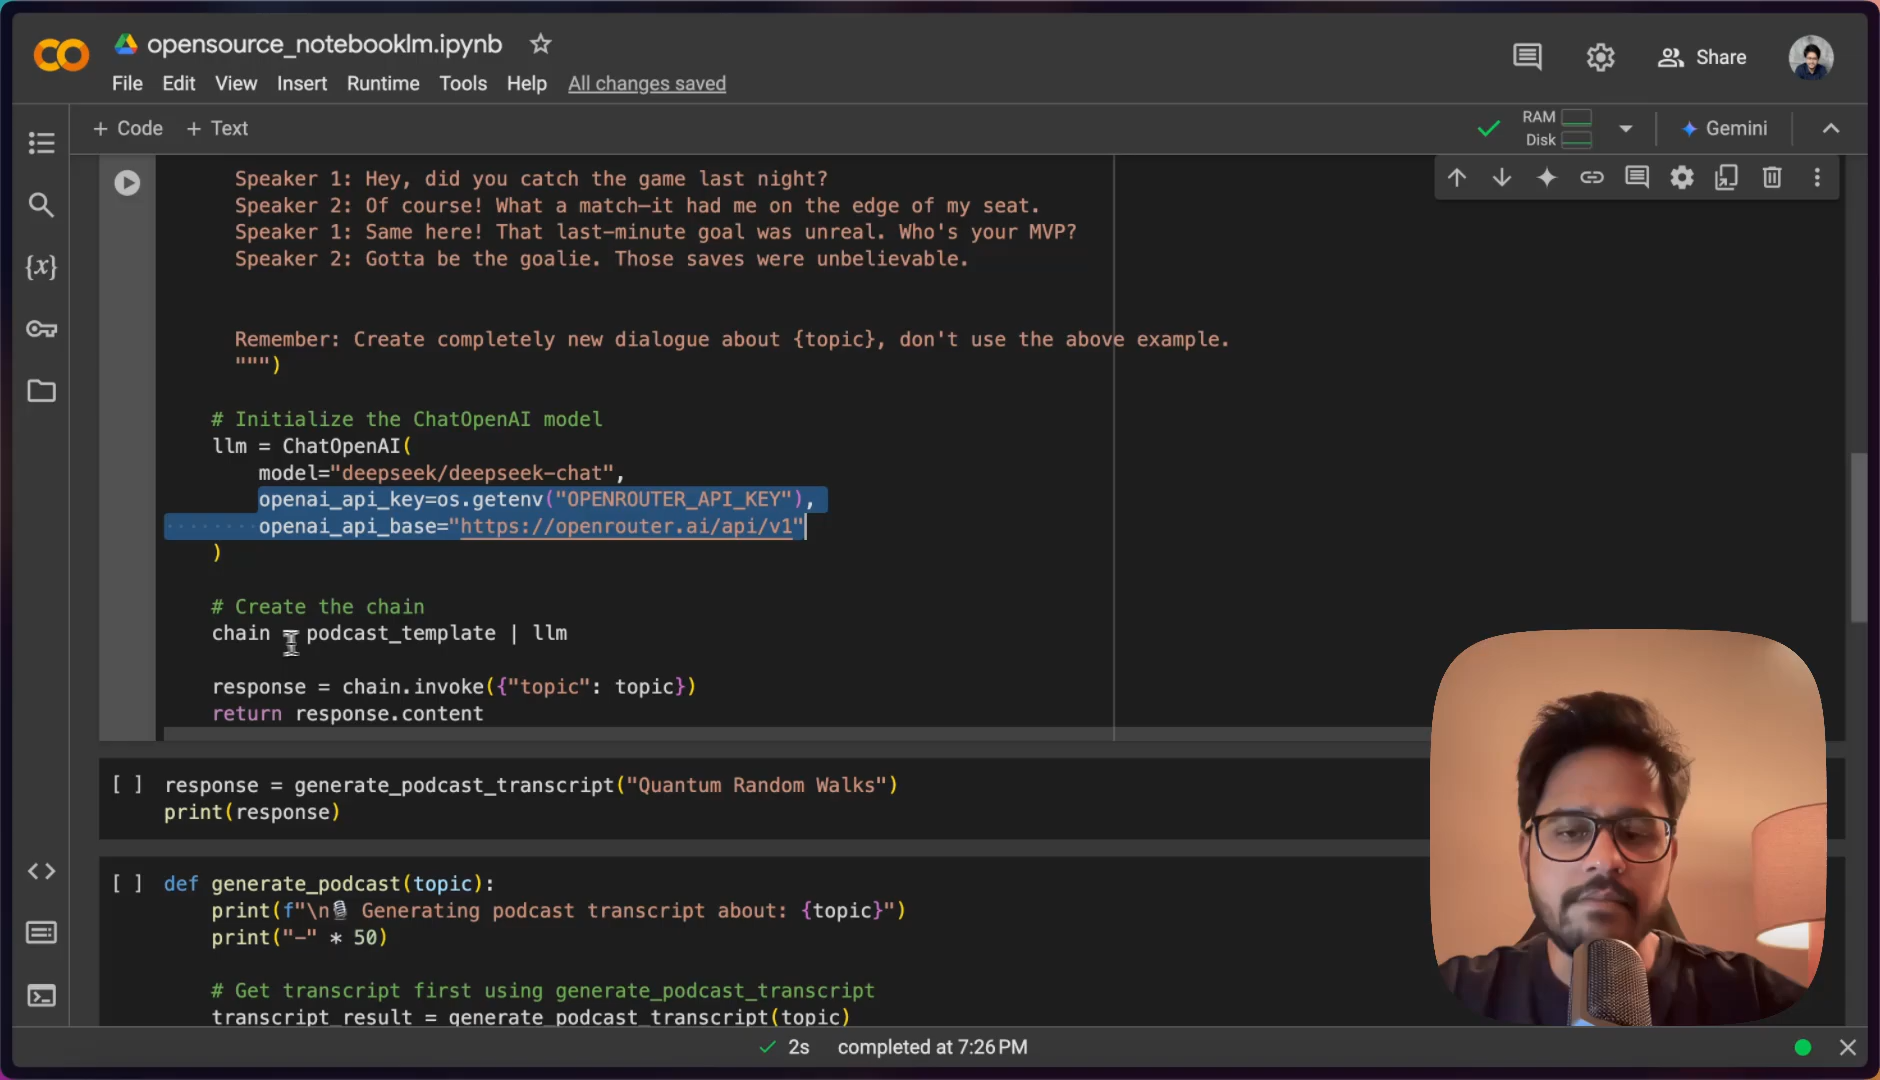 opensource_notebooklm.ipynb
File Edit View Insert Runtime Tools Help All changes saved
Share
+ Code + Text
RAM
Disk
Gemini
Speaker 1: Hey, did you catch the game last night?
Speaker 2: Of course! What a match—it had me on the edge of my seat.
Speaker 1: Same here! That last-minute goal was unreal. Who's your MVP?
Speaker 2: Gotta be the goalie. Those saves were unbelievable.
Remember: Create completely new dialogue about {topic}, don't use the above example.
""")
# Initialize the ChatOpenAI model
llm = ChatOpenAI(
model="deepseek/deepseek-chat",
openai_api_key=os.getenv("OPENROUTER_API_KEY"),
openai_api_base="https://openrouter.ai/api/v1"
)
# Create the chain
chain = podcast_template | llm
response = chain.invoke({"topic": topic})
return response.content
[ ] response = generate_podcast_transcript("Quantum Random Walks")
print(response)
[ ] def generate_podcast(topic):
print(f"\n🎙 Generating podcast transcript about: {topic}")
print("-" * 50)
# Get transcript first using generate_podcast_transcript
transcript_result = generate_podcast_transcript(topic)
2s completed at 7:26 PM